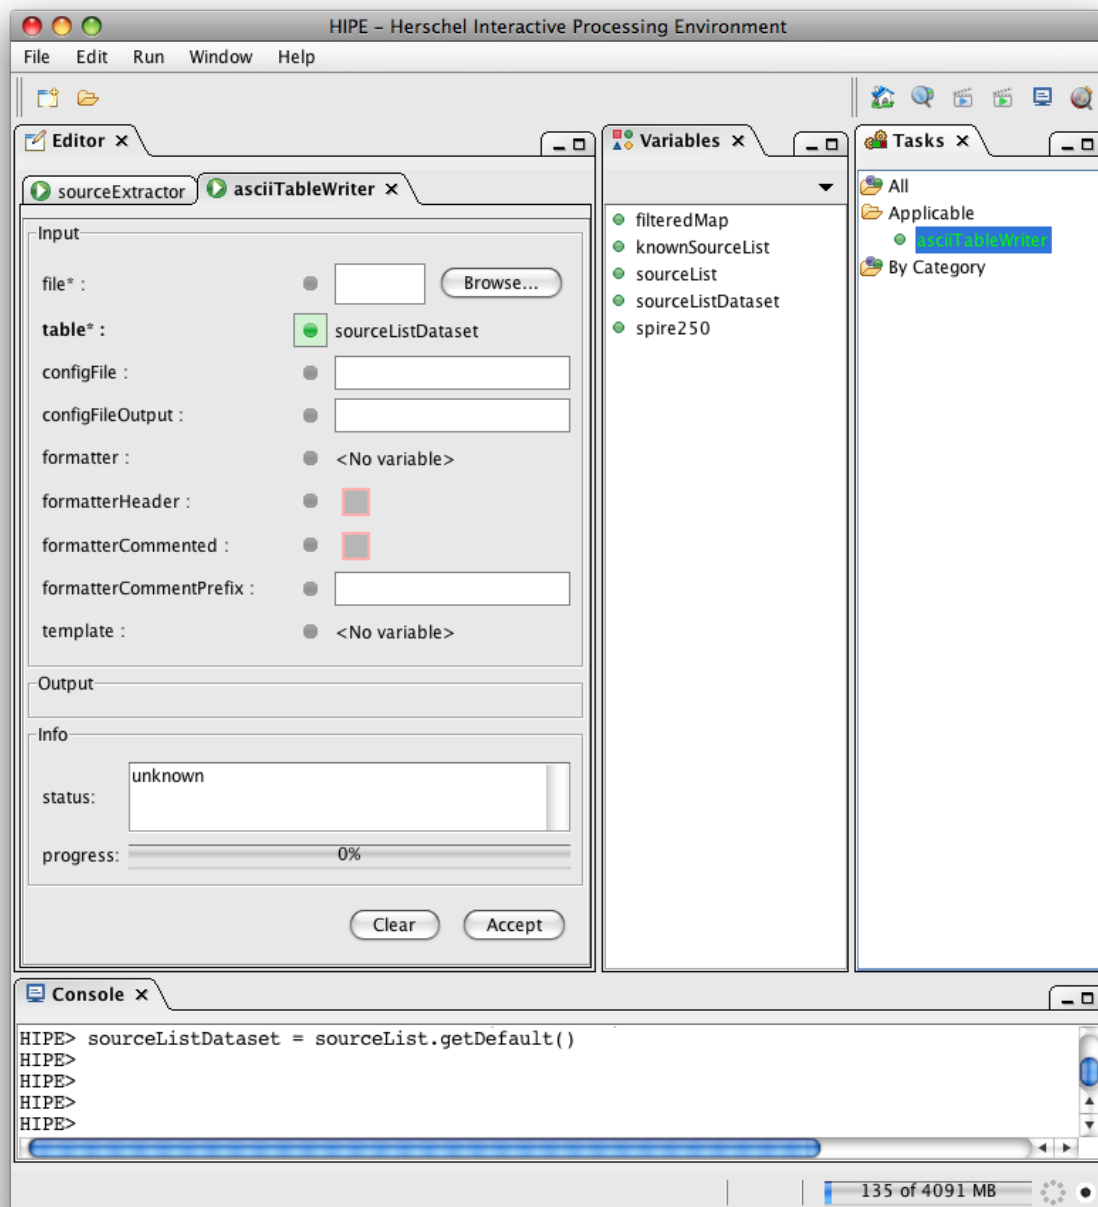 HIPE – Herschel Interactive Processing Environment
File Edit Run Window Help
Editor
sourceExtractor
asciiTableWriter
Input
file* :
Browse...
table* :
sourceListDataset
configFile :
configFileOutput :
formatter :
<No variable>
formatterHeader :
formatterCommented :
formatterCommentPrefix :
template :
<No variable>
Output
Info
status:
unknown
progress:
0%
Clear
Accept
Variables
filteredMap
knownSourceList
sourceList
sourceListDataset
spire250
Tasks
All
Applicable
asciiTableWriter
By Category
Console
HIPE> sourceListDataset = sourceList.getDefault()
HIPE>
HIPE>
HIPE>
HIPE>
135 of 4091 MB